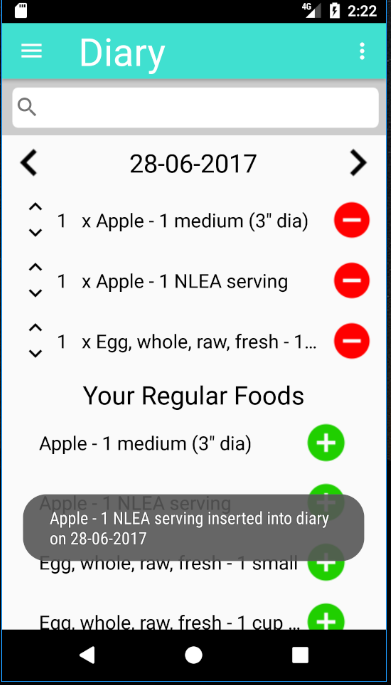 4G 2:22
Diary
28-06-2017
1 x Apple - 1 medium (3" dia)
1 x Apple - 1 NLEA serving
1 x Egg, whole, raw, fresh - 1...
Your Regular Foods
Apple - 1 medium (3" dia)
Apple - 1 NLEA serving
Apple - 1 NLEA serving inserted into diary
on 28-06-2017
Egg, whole, raw, fresh - 1 small
Egg, whole, raw, fresh - 1 cup ...